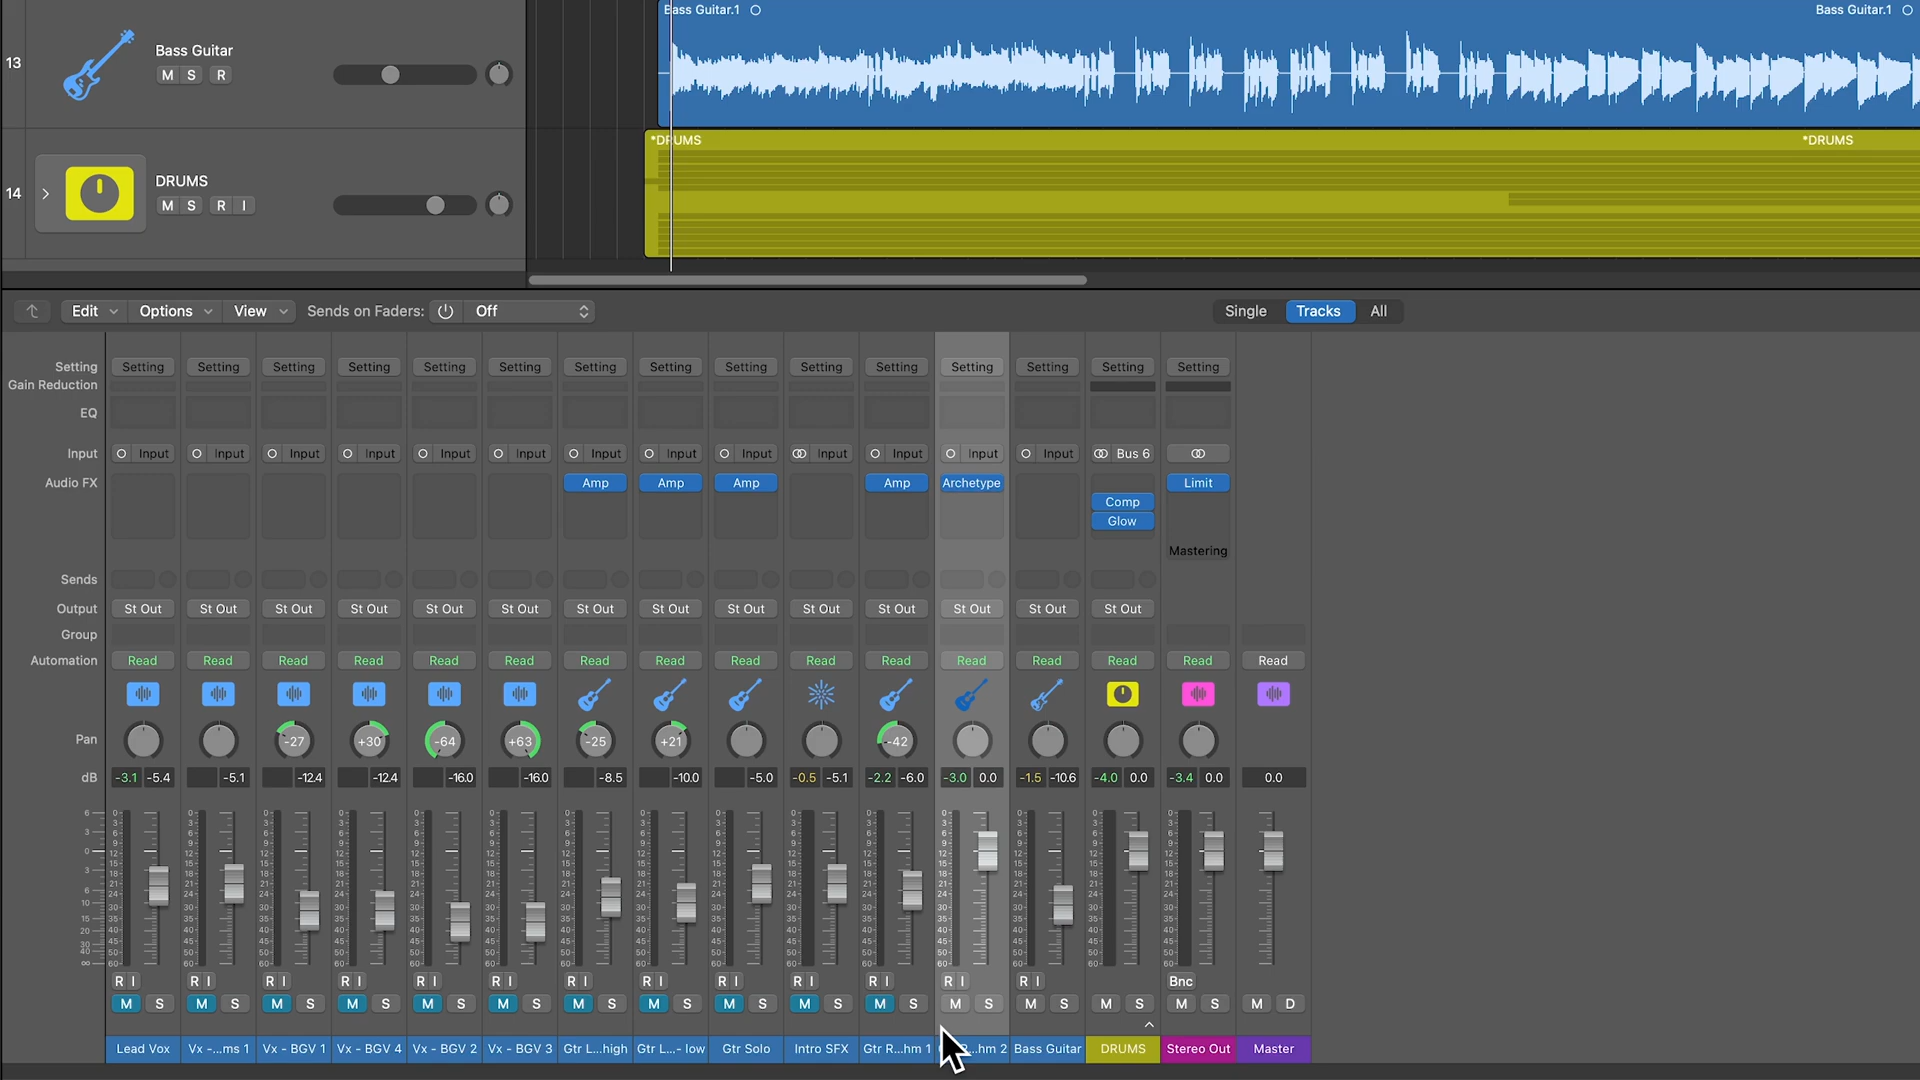 Bass Guitar.1 Bass Guitar.1
13 Bass Guitar
M S R
*DRUMS *DRUMS
14 DRUMS
M S R I
Edit Options View Sends on Faders: Off Single Tracks All
Setting Setting Setting Setting Setting Setting Setting Setting Setting Setting Setting Setting Setting Setting Setting Setting
Gain Reduction
EQ
Input Input Input Input Input Input Input Input Input Input Input Input Input Input Bus 6
Audio FX Amp Amp Amp Amp Archetype Limit
Comp
Glow
Mastering
Sends
Output St Out St Out St Out St Out St Out St Out St Out St Out St Out St Out St Out St Out St Out St Out
Group
Automation Read Read Read Read Read Read Read Read Read Read Read Read Read Read Read Read
Pan -27 +30 -64 +63 -25 +21 -42
dB -3.1 -5.4 -5.1 -12.4 -12.4 -16.0 -16.0 -8.5 -10.0 -5.0 -0.5 -5.1 -2.2 -6.0 -3.0 0.0 -1.5 -10.6 -4.0 0.0 -3.4 0.0 0.0
R I R I R I R I R I R I R I R I R I R I R I R I R I Bnc
M S M S M S M S M S M S M S M S M S M S M S M S M S M S M S M D
Lead Vox Vx -...ms 1 Vx - BGV 1 Vx - BGV 4 Vx - BGV 2 Vx - BGV 3 Gtr L...high Gtr L...- low Gtr Solo Intro SFX Gtr R...hm 1 ...hm 2 Bass Guitar DRUMS Stereo Out Master